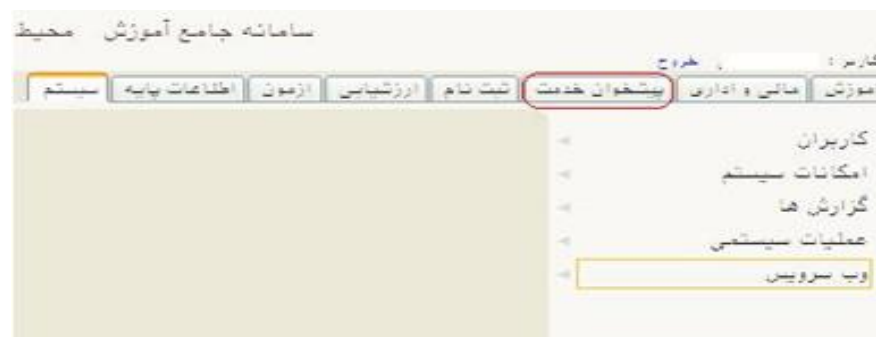 سامانه جامع آموزش محیط
کاربر : , خروج
موزش مالی و اداری پیشخوان خدمت ثبت نام ارزشیابی آزمون اطلاعات پایه سیستم
کاربران
امکانات سیستم
گزارش ها
عملیات سیستمی
وب سرویس